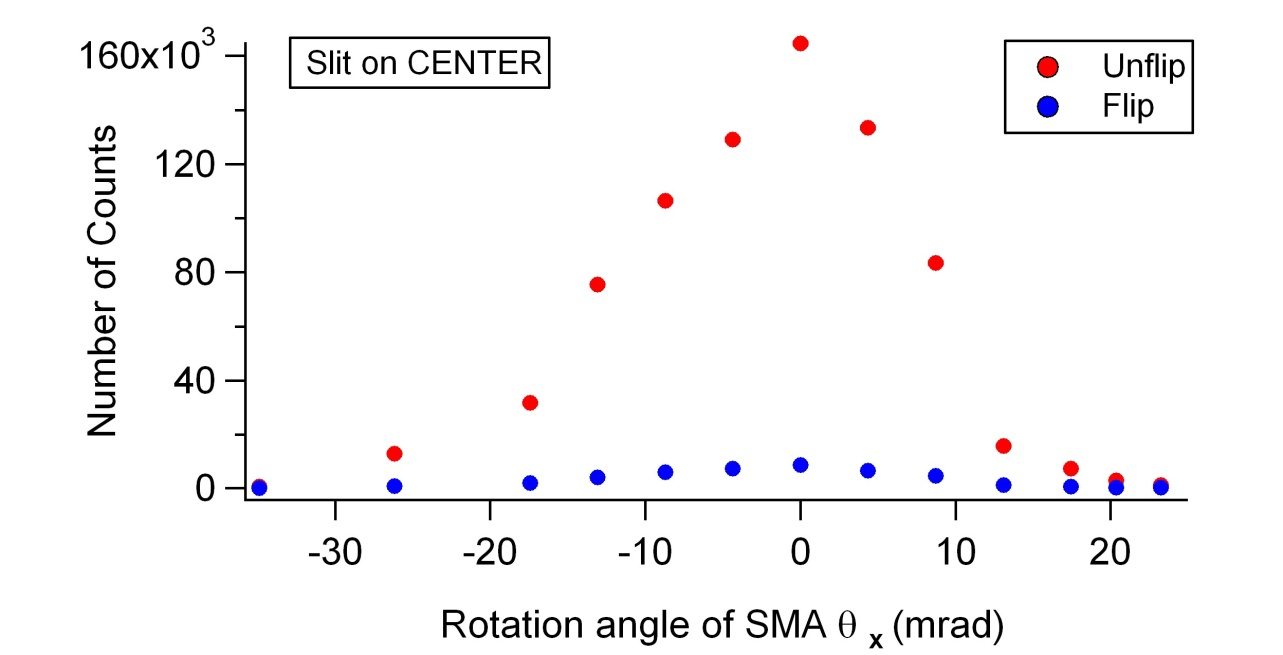 160x10³
Slit on CENTER
Unflip
Flip
120
80
40
0
Number of Counts
-30 -20 -10 0 10 20
Rotation angle of SMA θ x (mrad)